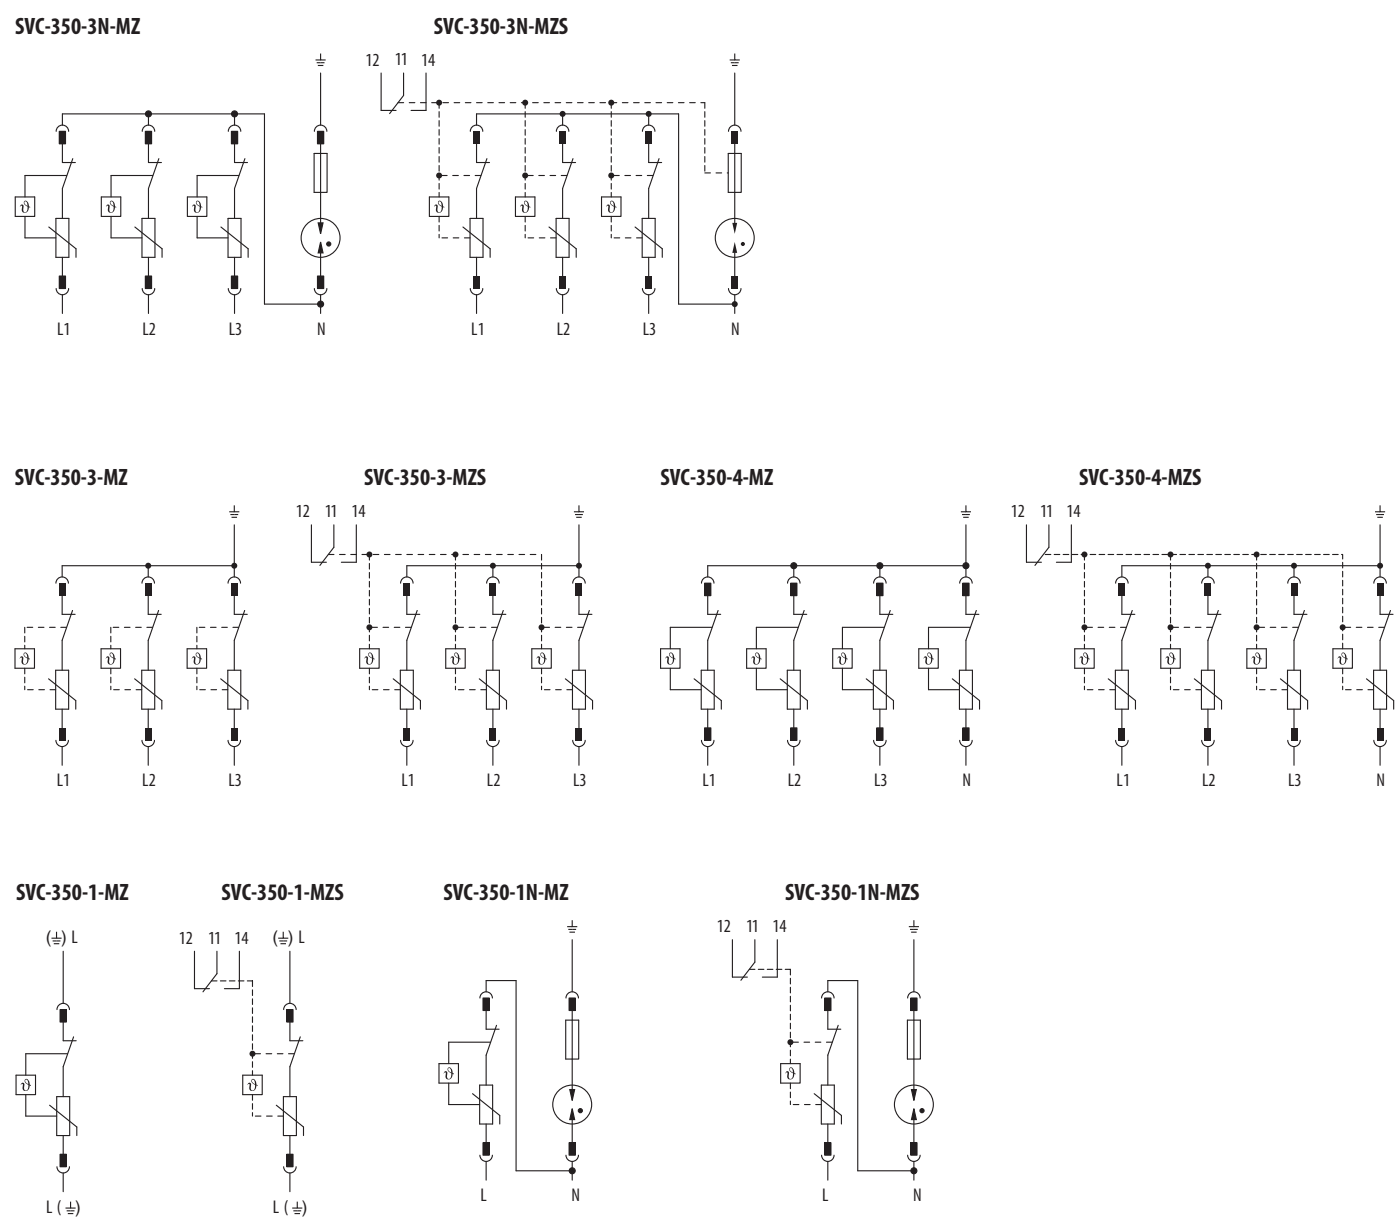 SVC-350-3N-MZ SVC-350-3N-MZS
12 11 14
ϑ ϑ ϑ ϑ ϑ ϑ
L1 L2 L3 N L1 L2 L3 N
SVC-350-3-MZ SVC-350-3-MZS SVC-350-4-MZ SVC-350-4-MZS
12 11 14 12 11 14
ϑ ϑ ϑ ϑ ϑ ϑ ϑ ϑ ϑ ϑ ϑ ϑ ϑ ϑ
L1 L2 L3 L1 L2 L3 L1 L2 L3 N L1 L2 L3 N
SVC-350-1-MZ SVC-350-1-MZS SVC-350-1N-MZ SVC-350-1N-MZS
(⏚) L 12 11 14 (⏚) L 12 11 14
ϑ ϑ ϑ ϑ
L (⏚) L (⏚) L N L N